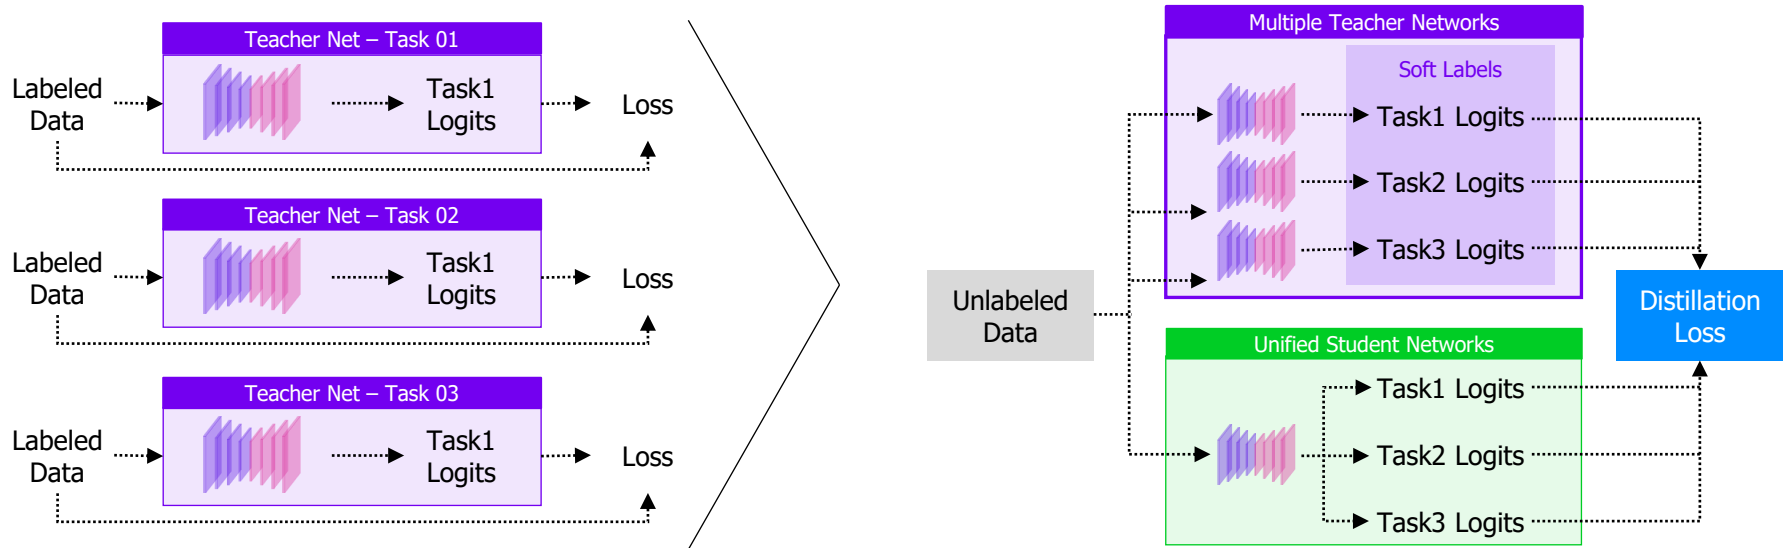 Teacher Net – Task 01
Labeled
Data
Task1
Logits
Loss
Teacher Net – Task 02
Labeled
Data
Task1
Logits
Loss
Teacher Net – Task 03
Labeled
Data
Task1
Logits
Loss
Multiple Teacher Networks
Soft Labels
Task1 Logits
Task2 Logits
Task3 Logits
Unlabeled
Data
Distillation
Loss
Unified Student Networks
Task1 Logits
Task2 Logits
Task3 Logits